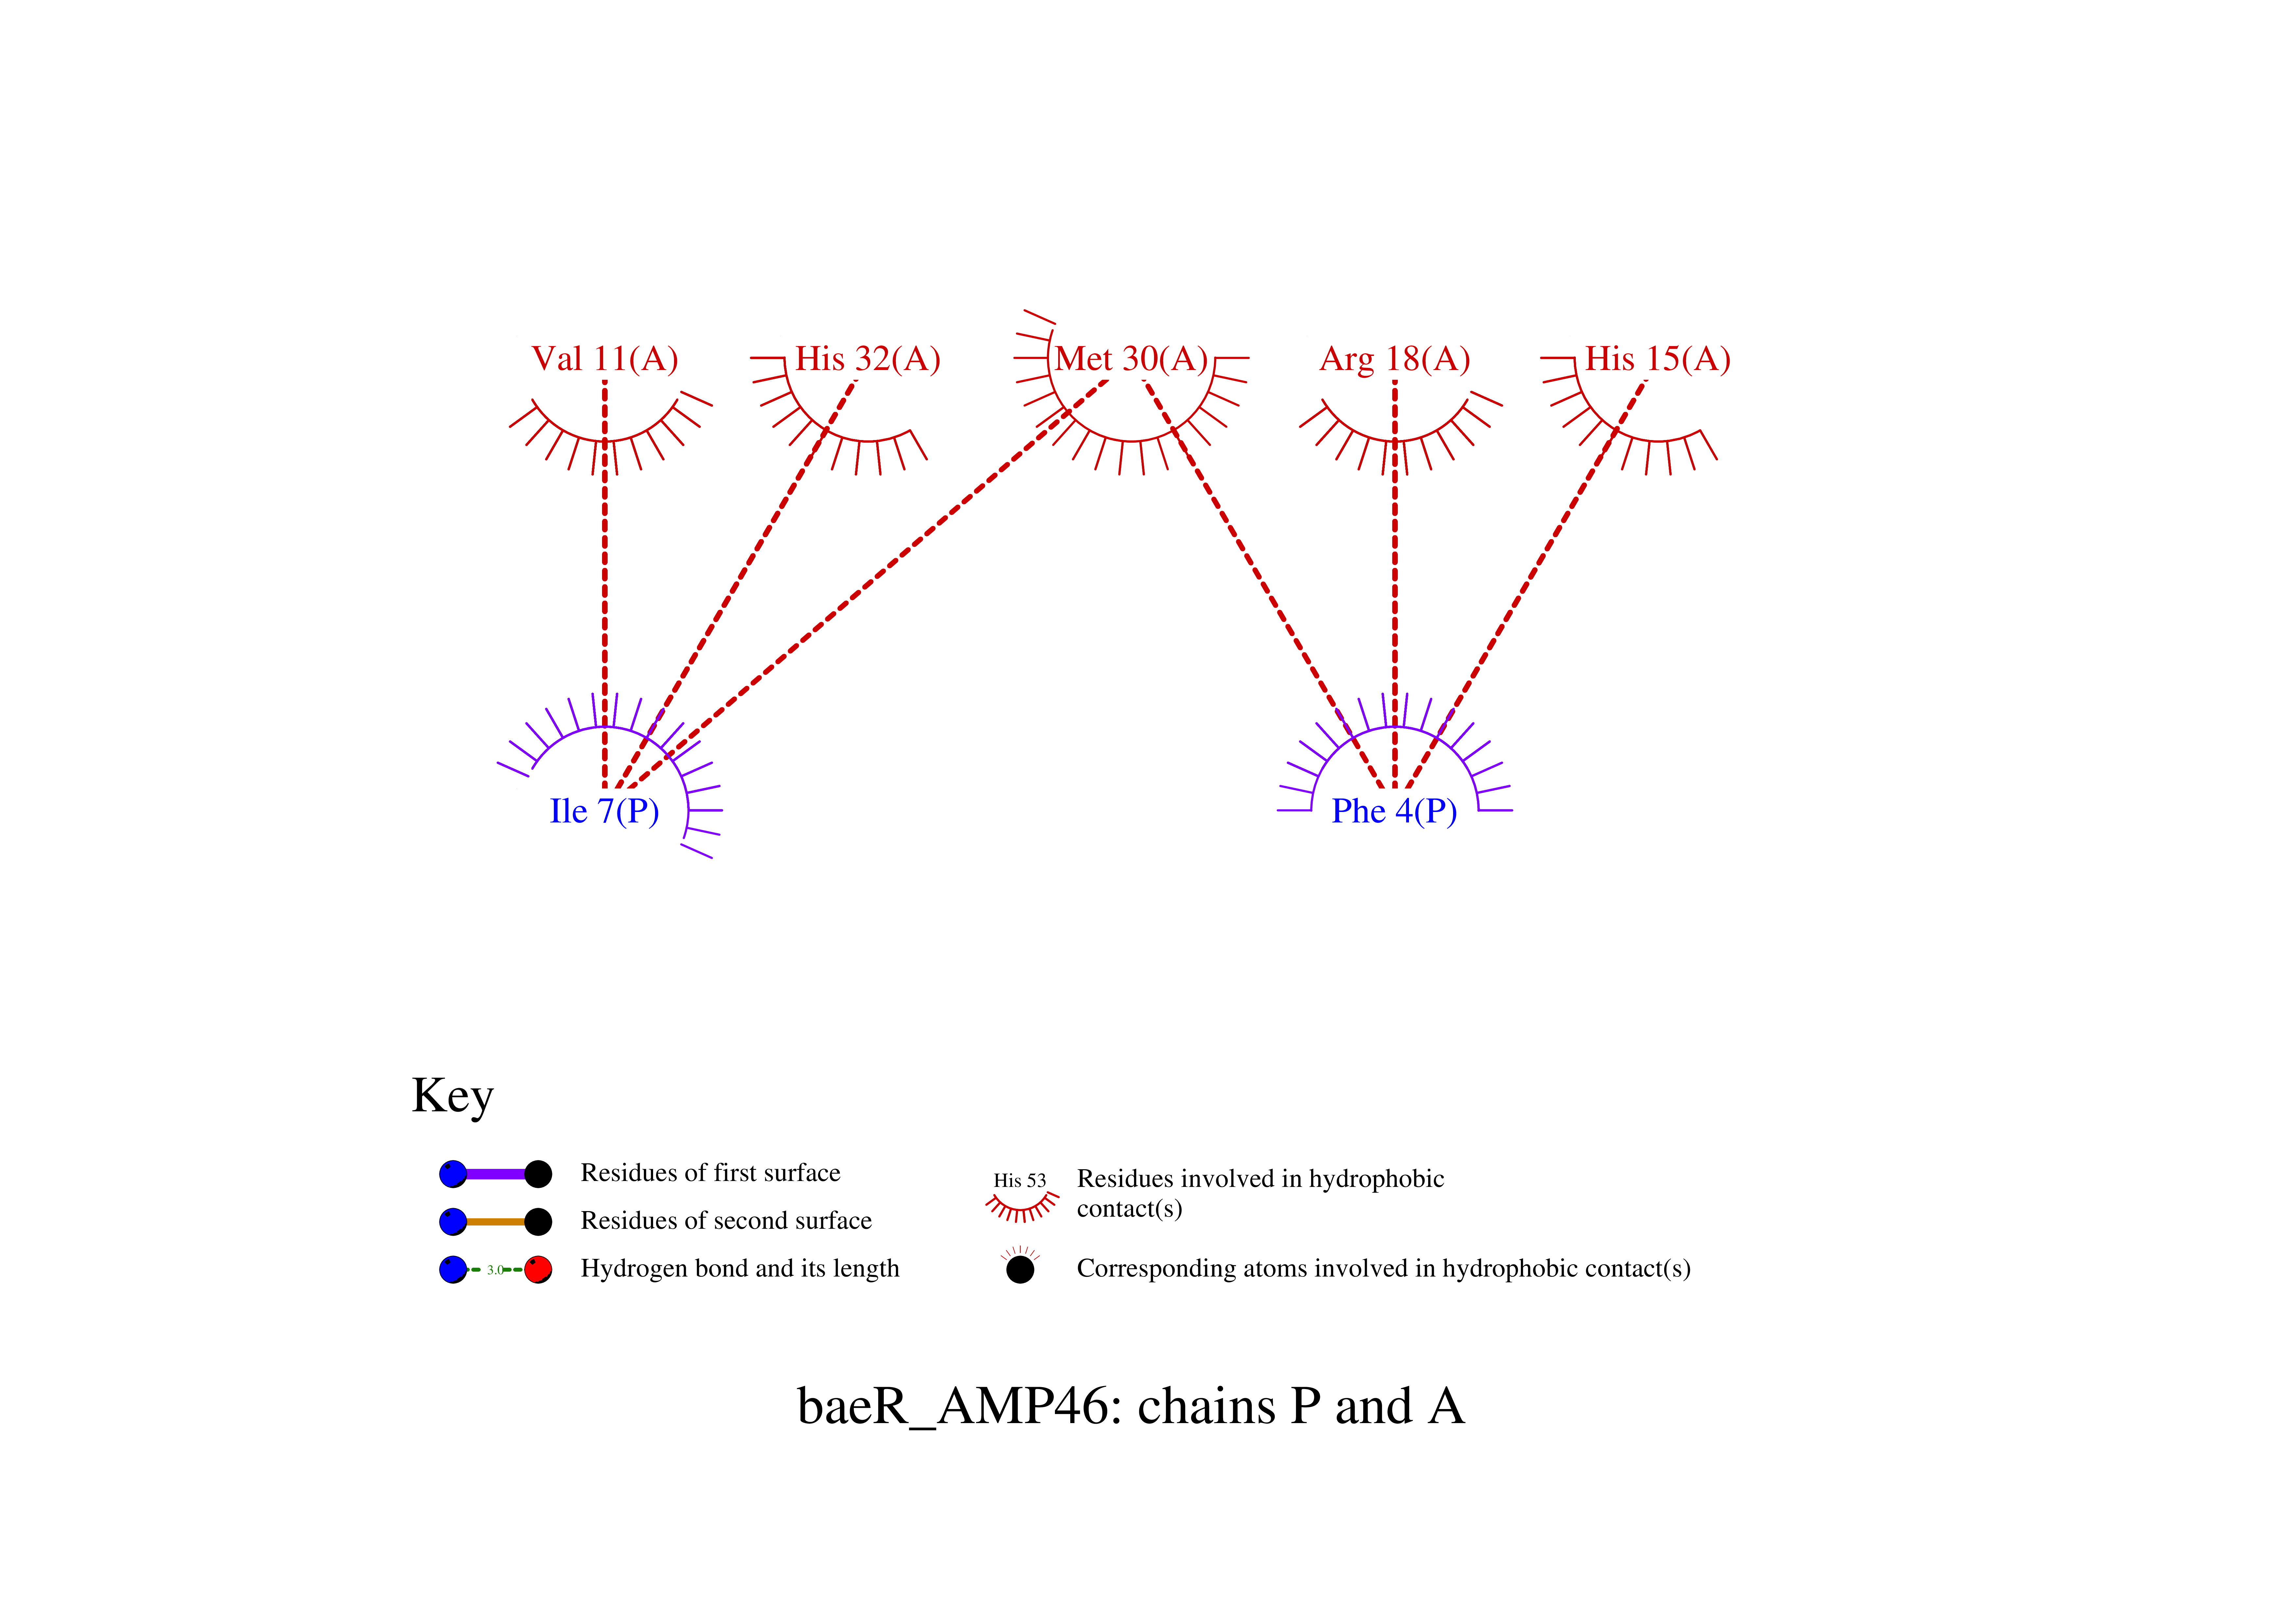 Val 11(A) His 32(A) Met 30(A) Arg 18(A) His 15(A)
Ile 7(P) Phe 4(P)
Key
Residues of first surface
Residues of second surface
3.0 Hydrogen bond and its length
His 53 Residues involved in hydrophobic
contact(s)
Corresponding atoms involved in hydrophobic contact(s)
baeR_AMP46: chains P and A